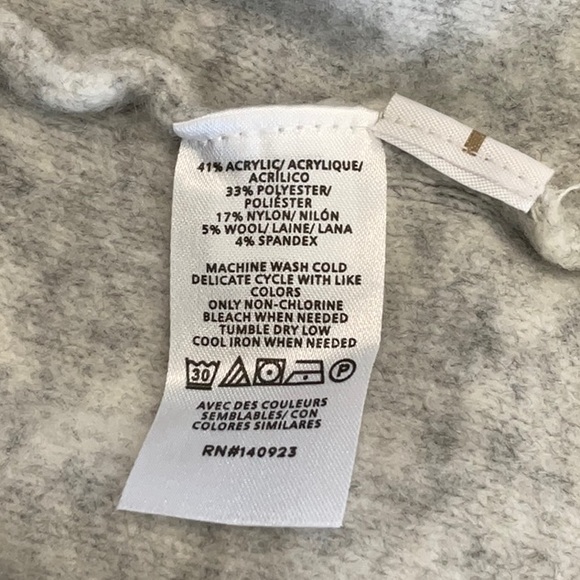 41% ACRYLIC/ ACRYLIQUE/
ACRÍLICO
33% POLYESTER/
POLIÉSTER
17% NYLON/ NILÓN
5% WOOL/ LAINE/ LANA
4% SPANDEX
MACHINE WASH COLD
DELICATE CYCLE WITH LIKE
COLORS
ONLY NON-CHLORINE
BLEACH WHEN NEEDED
TUMBLE DRY LOW
COOL IRON WHEN NEEDED
30 P
AVEC DES COULEURS
SEMBLABLES/ CON
COLORES SIMILARES
RN#140923